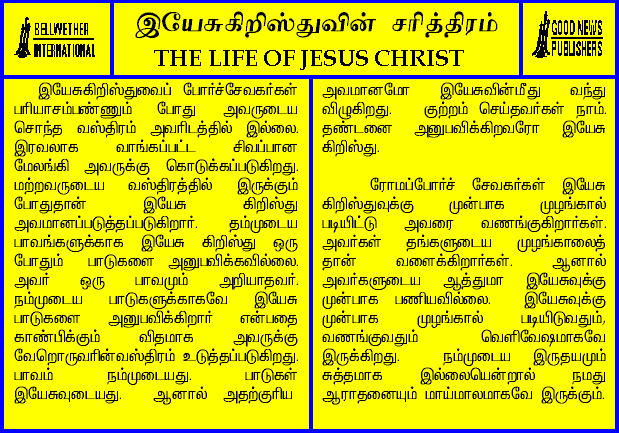 BELLWETHER
INTERNATIONAL
இயேசுகிறிஸ்துவின் சரித்திரம்
THE LIFE OF JESUS CHRIST
GOOD NEWS
PUBLISHERS
இயேசுகிறிஸ்துவைப் போர்ச்சேவகர்கள்
பரியாசம்பண்ணும் போது அவருடைய
சொந்த வஸ்திரம் அவரிடத்தில் இல்லை.
இரவலாக வாங்கப்பட்ட சிவப்பான
மேலங்கி அவருக்கு கொடுக்கப்படுகிறது.
மற்றவருடைய வஸ்திரத்தில் இருக்கும்
போதுதான் இயேசு கிறிஸ்து
அவமானப்படுத்தப்படுகிறார். தம்முடைய
பாவங்களுக்காக இயேசு கிறிஸ்து ஒரு
போதும் பாடுகளை அனுபவிக்கவில்லை.
அவர் ஒரு பாவமும் அறியாதவர்.
நம்முடைய பாடுகளுக்காகவே இயேசு
பாடுகளை அனுபவிக்கிறார் என்பதை
காண்பிக்கும் விதமாக அவருக்கு
வேறொருவரின்வஸ்திரம் உடுத்தப்படுகிறது.
பாவம் நம்முடையது. பாடுகள்
இயேசுவுடையது. ஆனால் அதற்குரிய
அவமானமோ இயேசுவின்மீது வந்து
விழுகிறது. குற்றம் செய்தவர்கள் நாம்.
தண்டனை அனுபவிக்கிறவரோ இயேசு
கிறிஸ்து.
ரோமப்போர்ச் சேவகர்கள் இயேசு
கிறிஸ்துவுக்கு முன்பாக முழங்கால்
படியிட்டு அவரை வணங்குகிறார்கள்.
அவர்கள் தங்களுடைய முழங்காலைத்
தான் வளைக்கிறார்கள். ஆனால்
அவர்களுடைய ஆத்துமா இயேசுவுக்கு
முன்பாக பணியவில்லை. இயேசுவுக்கு
முன்பாக முழங்கால் படியிடுவதும்,
வணங்குவதும் வெளிவேஷமாகவே
இருக்கிறது. நம்முடைய இருதயமும்
சுத்தமாக இல்லையென்றால் நமது
ஆராதனையும் மாய்மாலமாகவே இருக்கும்.